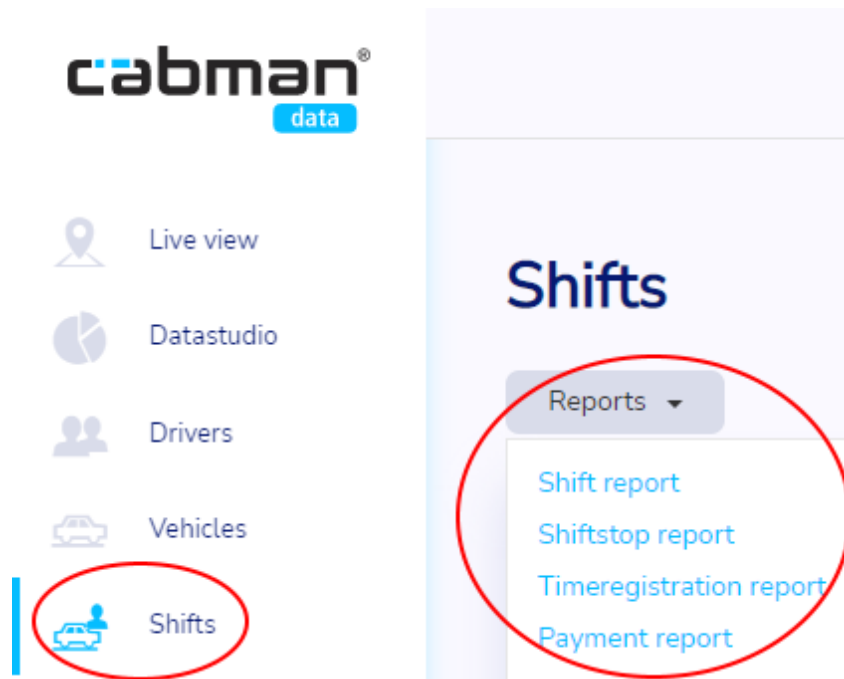 cabman®
data
Live view
Datastudio
Drivers
Vehicles
Shifts
Shifts
Reports
Shift report
Shiftstop report
Timeregistration report
Payment report